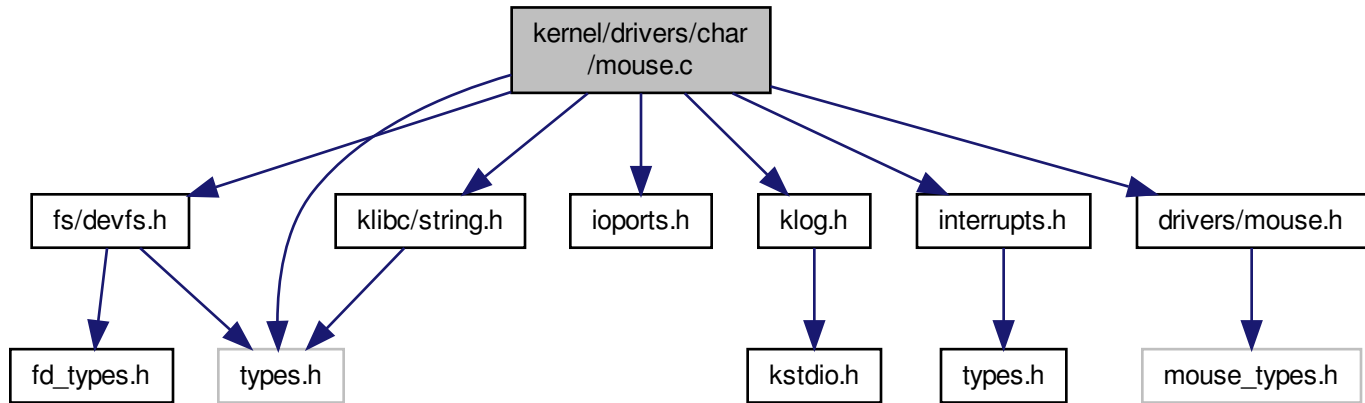 kernel/drivers/char
/mouse.c
fs/devfs.h
klibc/string.h
ioports.h
klog.h
interrupts.h
drivers/mouse.h
fd_types.h
types.h
kstdio.h
types.h
mouse_types.h